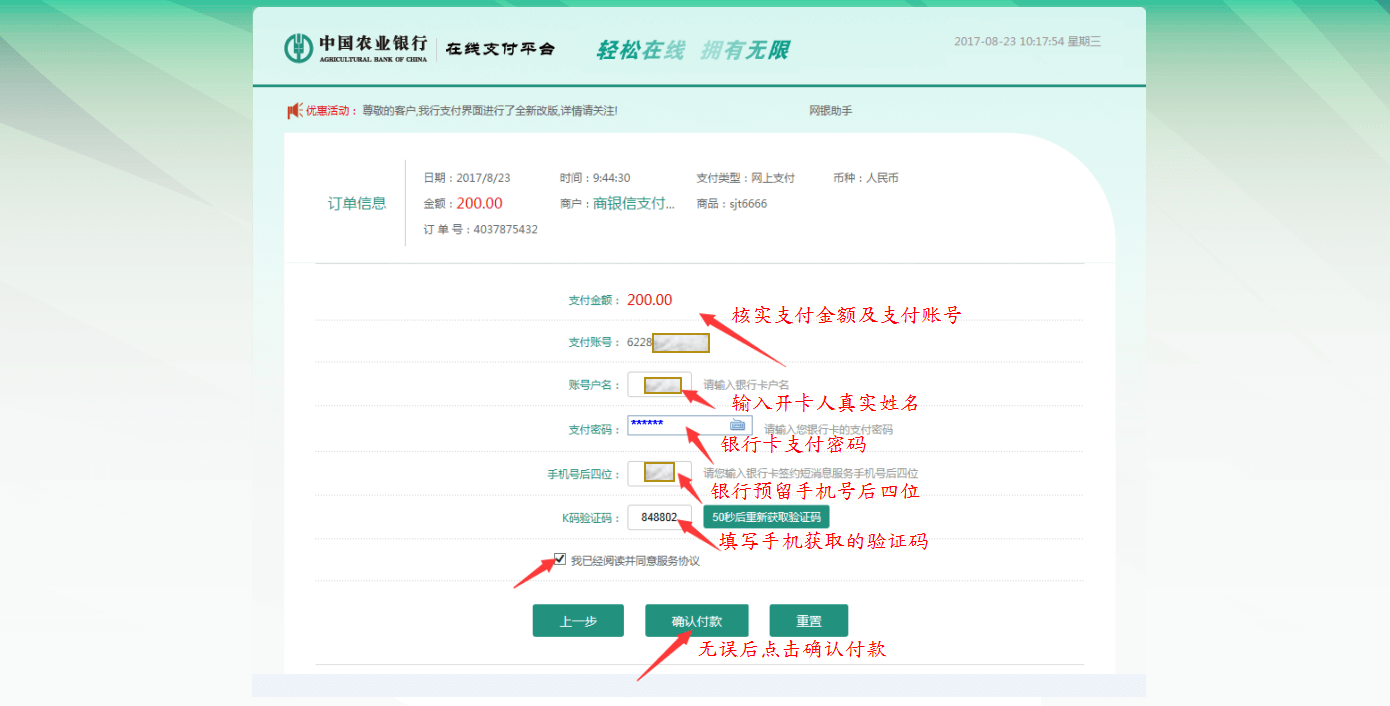 中国农业银行 在线支付平台 轻松在线 拥有无限 2017-08-23 10:17:54 星期三
AGRICULTURAL BANK OF CHINA
优惠活动： 尊敬的客户,我行支付界面进行了全新改版,详情请关注! 网银助手
订单信息
日期：2017/8/23 时间：9:44:30 支付类型：网上支付 币种：人民币
金额：200.00 商户：商银信支付... 商品：sjt6666
订 单 号：4037875432
支付金额： 200.00
核实支付金额及支付账号
支付账号： 6228
账号户名： 请输入银行卡户名
输入开卡人真实姓名
支付密码： ****** 请输入您银行卡的支付密码
银行卡支付密码
手机号后四位： 请您输入银行卡签约短消息服务手机号后四位
银行预留手机号后四位
K码验证码： 848802 50秒后重新获取验证码
填写手机获取的验证码
我已经阅读并同意服务协议
上一步 确认付款 重置
无误后点击确认付款